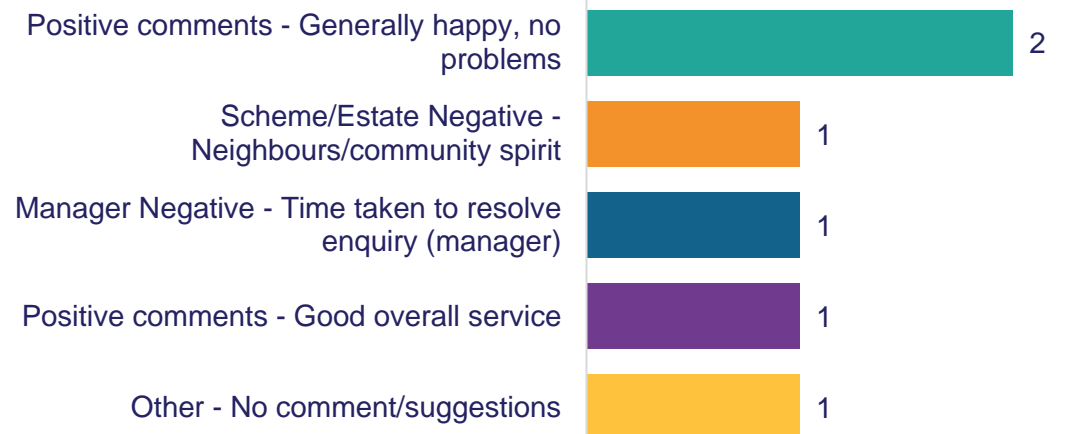 Positive comments - Generally happy, no
problems
2
Scheme/Estate Negative -
Neighbours/community spirit
1
Manager Negative - Time taken to resolve
enquiry (manager)
1
Positive comments - Good overall service
1
Other - No comment/suggestions
1